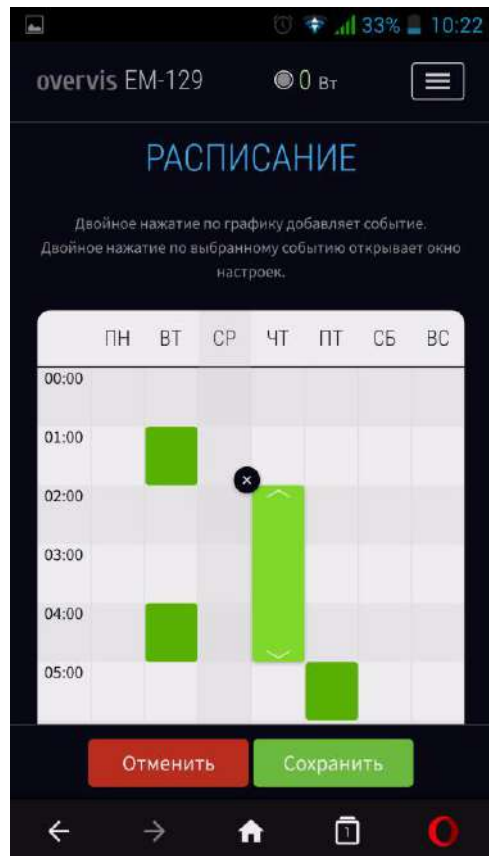 33% 10:22
overvis EM-129 0 Вт
РАСПИСАНИЕ
Двойное нажатие по графику добавляет событие.
Двойное нажатие по выбранному событию открывает окно
настроек.
ПН ВТ СР ЧТ ПТ СБ ВС
00:00
01:00
02:00
03:00
04:00
05:00
Отменить Сохранить
1